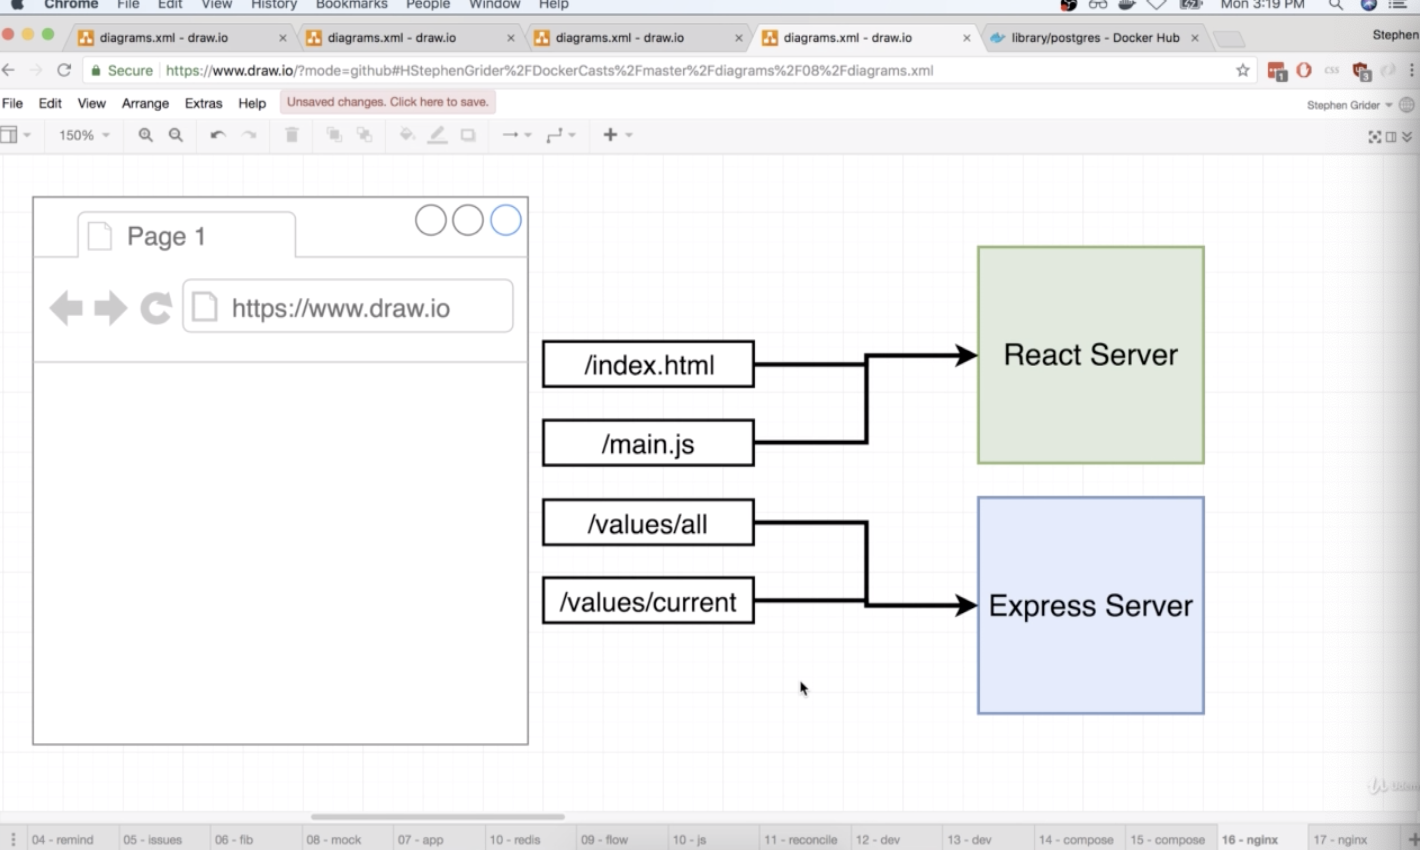 Chrome File Edit View History Bookmarks People Window Help Mon 3:19 PM
diagrams.xml - draw.io diagrams.xml - draw.io diagrams.xml - draw.io diagrams.xml - draw.io library/postgres - Docker Hub Stephen
Secure https://www.draw.io/?mode=github#HStephenGrider%2FDockerCasts%2Fmaster%2Fdiagrams%2F08%2Fdiagrams.xml css 1 3
File Edit View Arrange Extras Help Unsaved changes. Click here to save. Stephen Grider
150%
Page 1
https://www.draw.io
/index.html
/main.js
/values/all
/values/current
React Server
Express Server
04 - remind 05 - issues 06 - fib 08 - mock 07 - app 10 - redis 09 - flow 10 - js 11 - reconcile 12 - dev 13 - dev 14 - compose 15 - compose 16 - nginx 17 - nginx